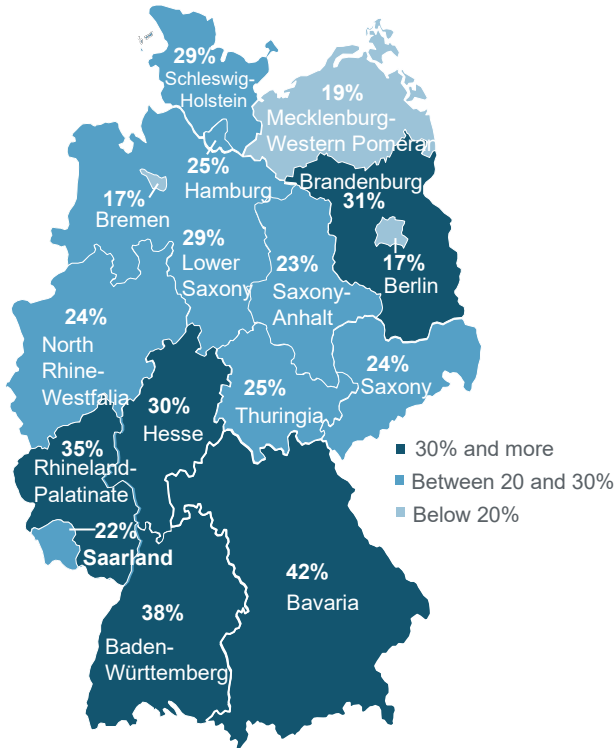 29%
Schleswig-
Holstein
19%
Mecklenburg-
Western Pomeran
25%
Hamburg
Brandenburg
31%
17%
Bremen
29%
Lower
Saxony
23%
Saxony-
Anhalt
17%
Berlin
24%
North
Rhine-
Westfalia
24%
Saxony
25%
Thuringia
30%
Hesse
35%
Rhineland-
Palatinate
30% and more
Between 20 and 30%
Below 20%
22%
Saarland
42%
Bavaria
38%
Baden-
Württemberg